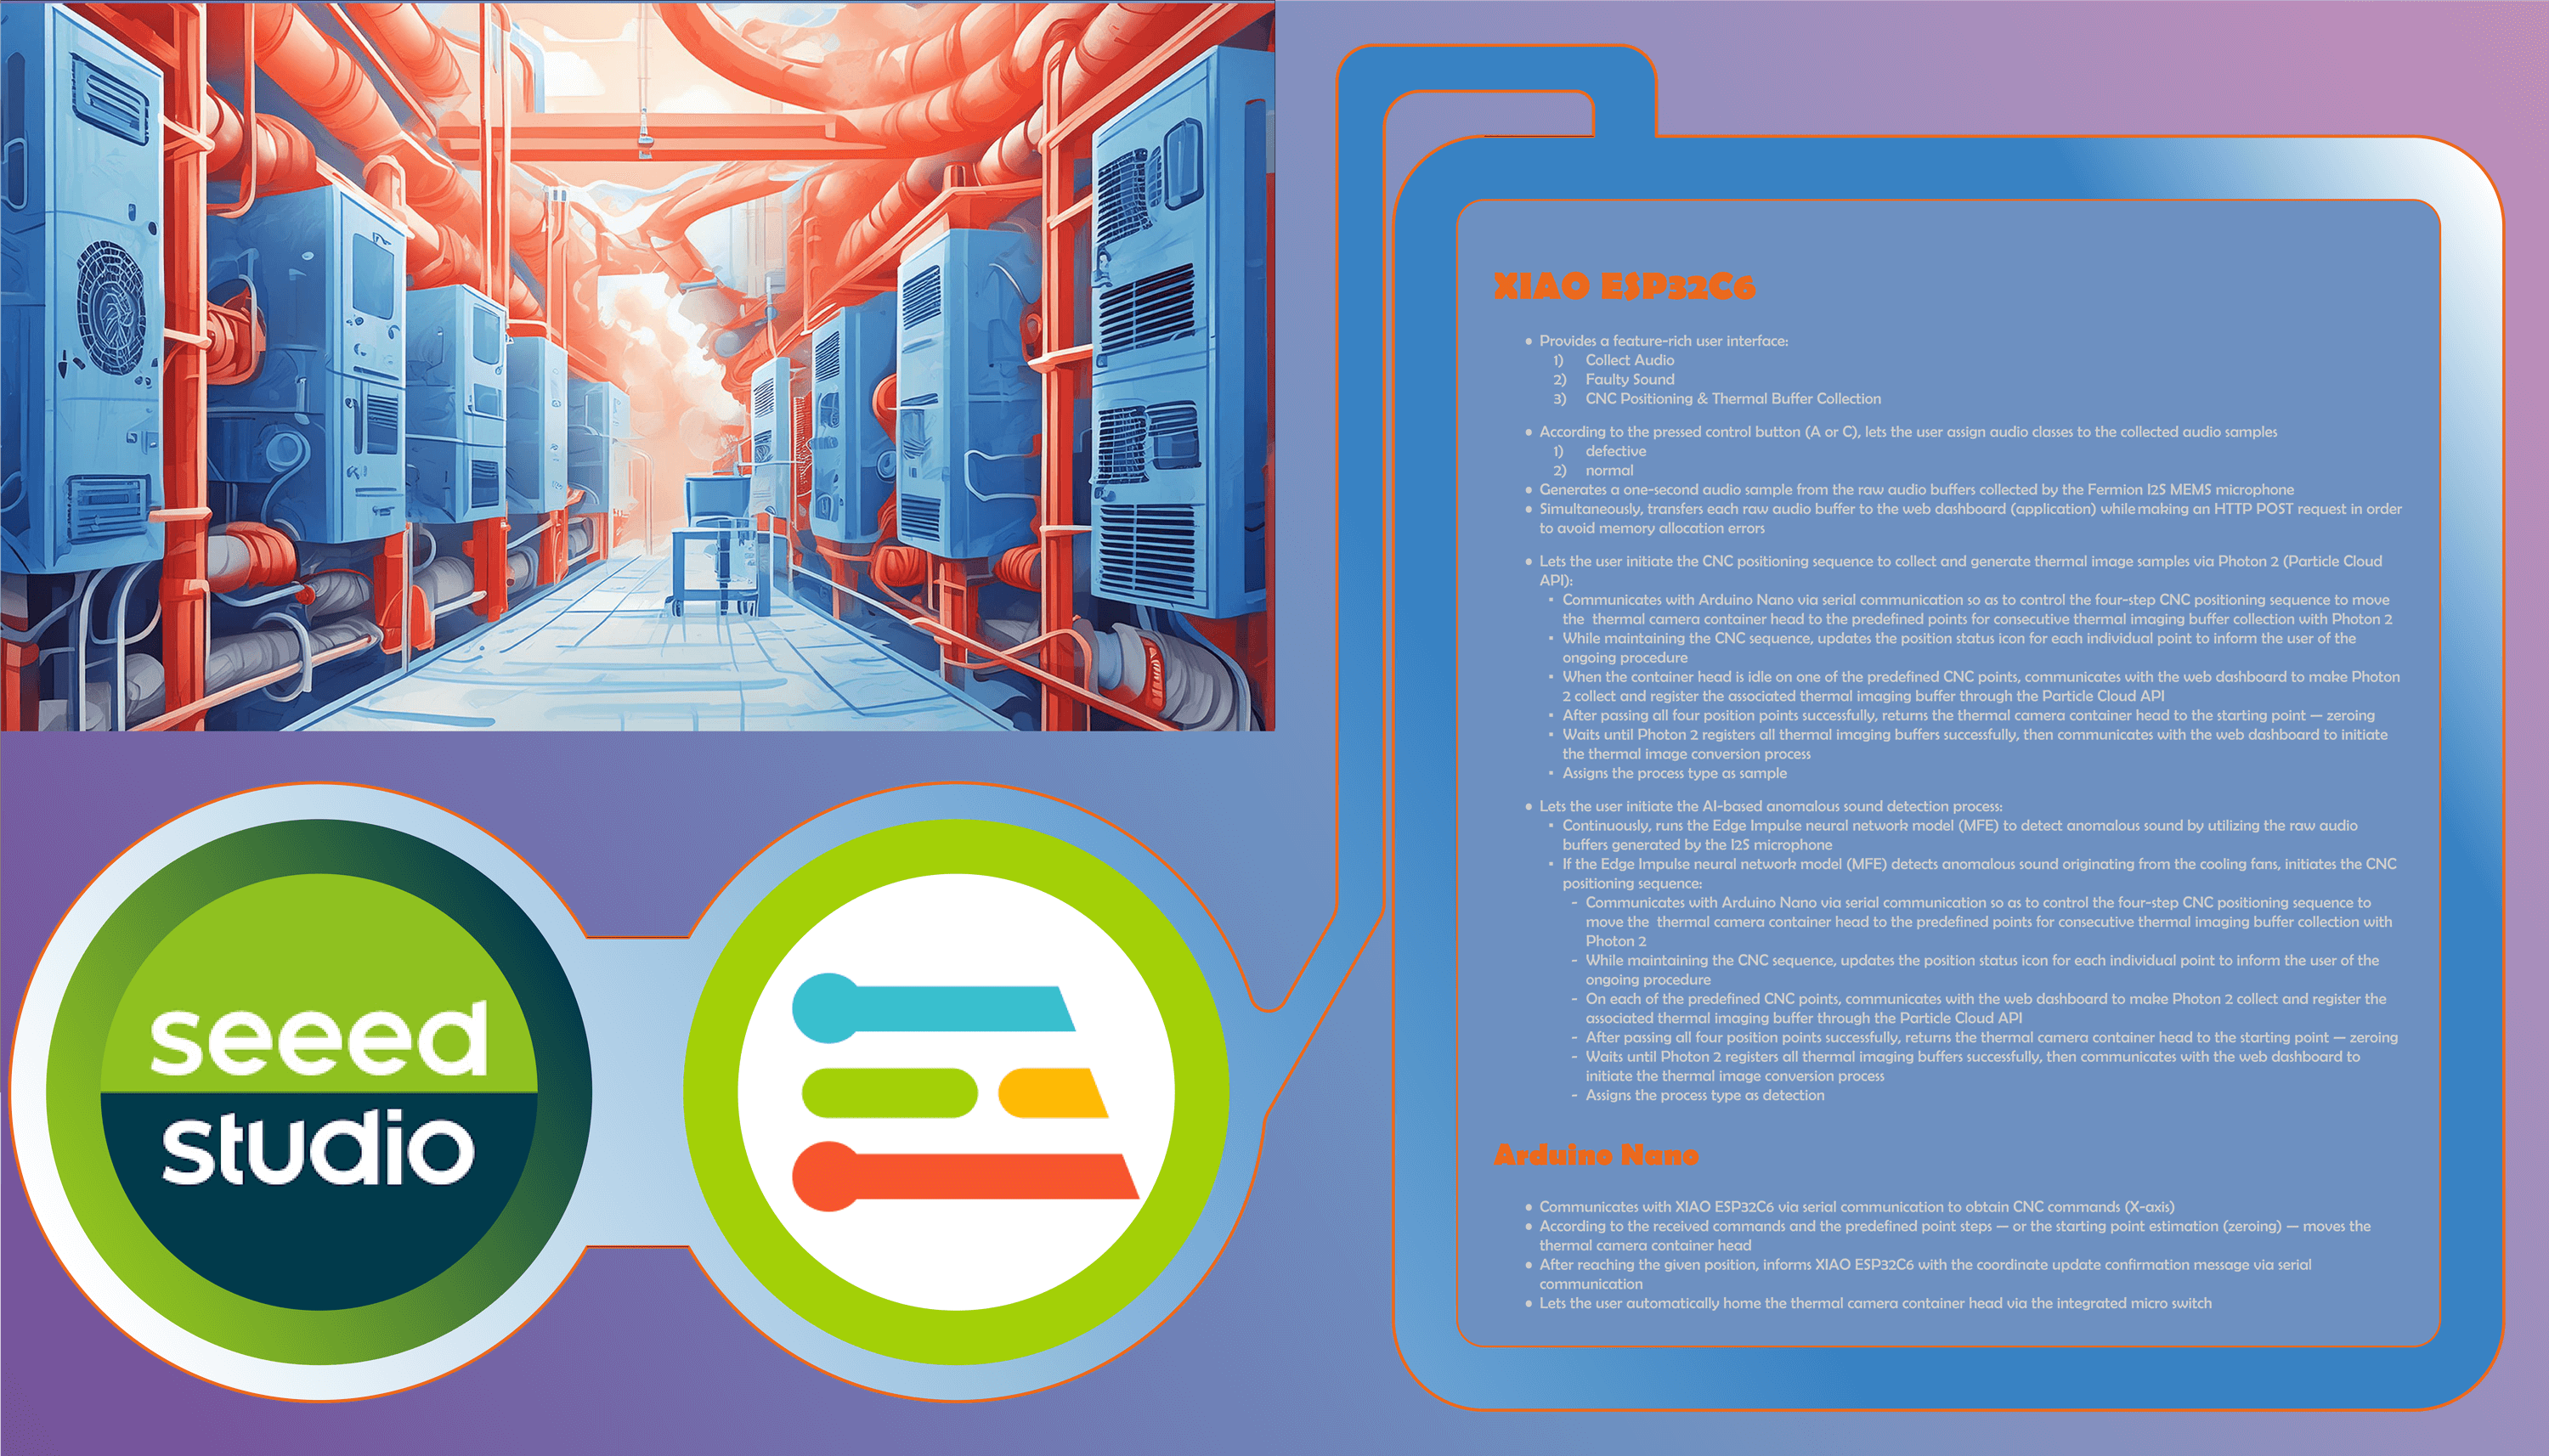 seeed
studio
XIAO ESP32C6
• Provides a feature-rich user interface:
1) Collect Audio
2) Faulty Sound
3) CNC Positioning & Thermal Buffer Collection
• According to the pressed control button (A or C), lets the user assign audio classes to the collected audio samples
1) defective
2) normal
• Generates a one-second audio sample from the raw audio buffers collected by the Fermion I2S MEMS microphone
• Simultaneously, transfers each raw audio buffer to the web dashboard (application) while making an HTTP POST request in order
to avoid memory allocation errors
• Lets the user initiate the CNC positioning sequence to collect and generate thermal image samples via Photon 2 (Particle Cloud
API):
▪ Communicates with Arduino Nano via serial communication so as to control the four-step CNC positioning sequence to move
the thermal camera container head to the predefined points for consecutive thermal imaging buffer collection with Photon 2
▪ While maintaining the CNC sequence, updates the position status icon for each individual point to inform the user of the
ongoing procedure
▪ When the container head is idle on one of the predefined CNC points, communicates with the web dashboard to make Photon
2 collect and register the associated thermal imaging buffer through the Particle Cloud API
▪ After passing all four position points successfully, returns the thermal camera container head to the starting point — zeroing
▪ Waits until Photon 2 registers all thermal imaging buffers successfully, then communicates with the web dashboard to initiate
the thermal image conversion process
▪ Assigns the process type as sample
• Lets the user initiate the AI-based anomalous sound detection process:
▪ Continuously, runs the Edge Impulse neural network model (MFE) to detect anomalous sound by utilizing the raw audio
buffers generated by the I2S microphone
▪ If the Edge Impulse neural network model (MFE) detects anomalous sound originating from the cooling fans, initiates the CNC
positioning sequence:
- Communicates with Arduino Nano via serial communication so as to control the four-step CNC positioning sequence to
move the thermal camera container head to the predefined points for consecutive thermal imaging buffer collection with
Photon 2
- While maintaining the CNC sequence, updates the position status icon for each individual point to inform the user of the
ongoing procedure
- On each of the predefined CNC points, communicates with the web dashboard to make Photon 2 collect and register the
associated thermal imaging buffer through the Particle Cloud API
- After passing all four position points successfully, returns the thermal camera container head to the starting point — zeroing
- Waits until Photon 2 registers all thermal imaging buffers successfully, then communicates with the web dashboard to
initiate the thermal image conversion process
- Assigns the process type as detection
Arduino Nano
• Communicates with XIAO ESP32C6 via serial communication to obtain CNC commands (X-axis)
• According to the received commands and the predefined point steps — or the starting point estimation (zeroing) — moves the
thermal camera container head
• After reaching the given position, informs XIAO ESP32C6 with the coordinate update confirmation message via serial
communication
• Lets the user automatically home the thermal camera container head via the integrated micro switch